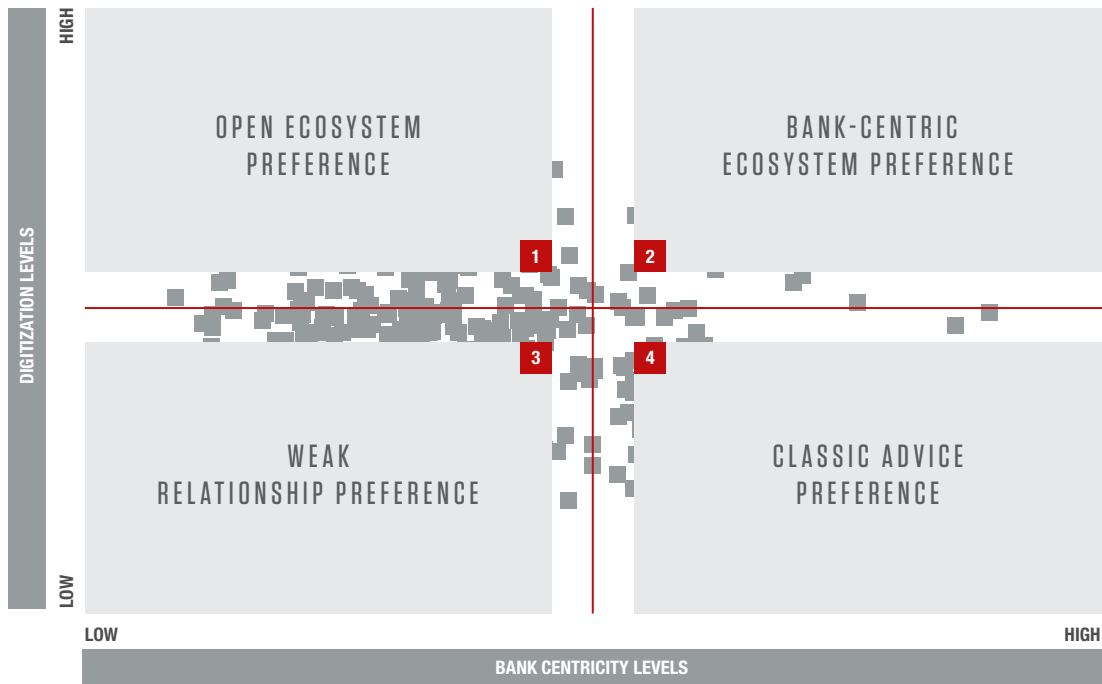 HIGH
OPEN ECOSYSTEM
PREFERENCE
BANK-CENTRIC
ECOSYSTEM PREFERENCE
1
2
DIGITIZATION LEVELS
3
4
WEAK
RELATIONSHIP PREFERENCE
CLASSIC ADVICE
PREFERENCE
LOW
LOW
HIGH
BANK CENTRICITY LEVELS